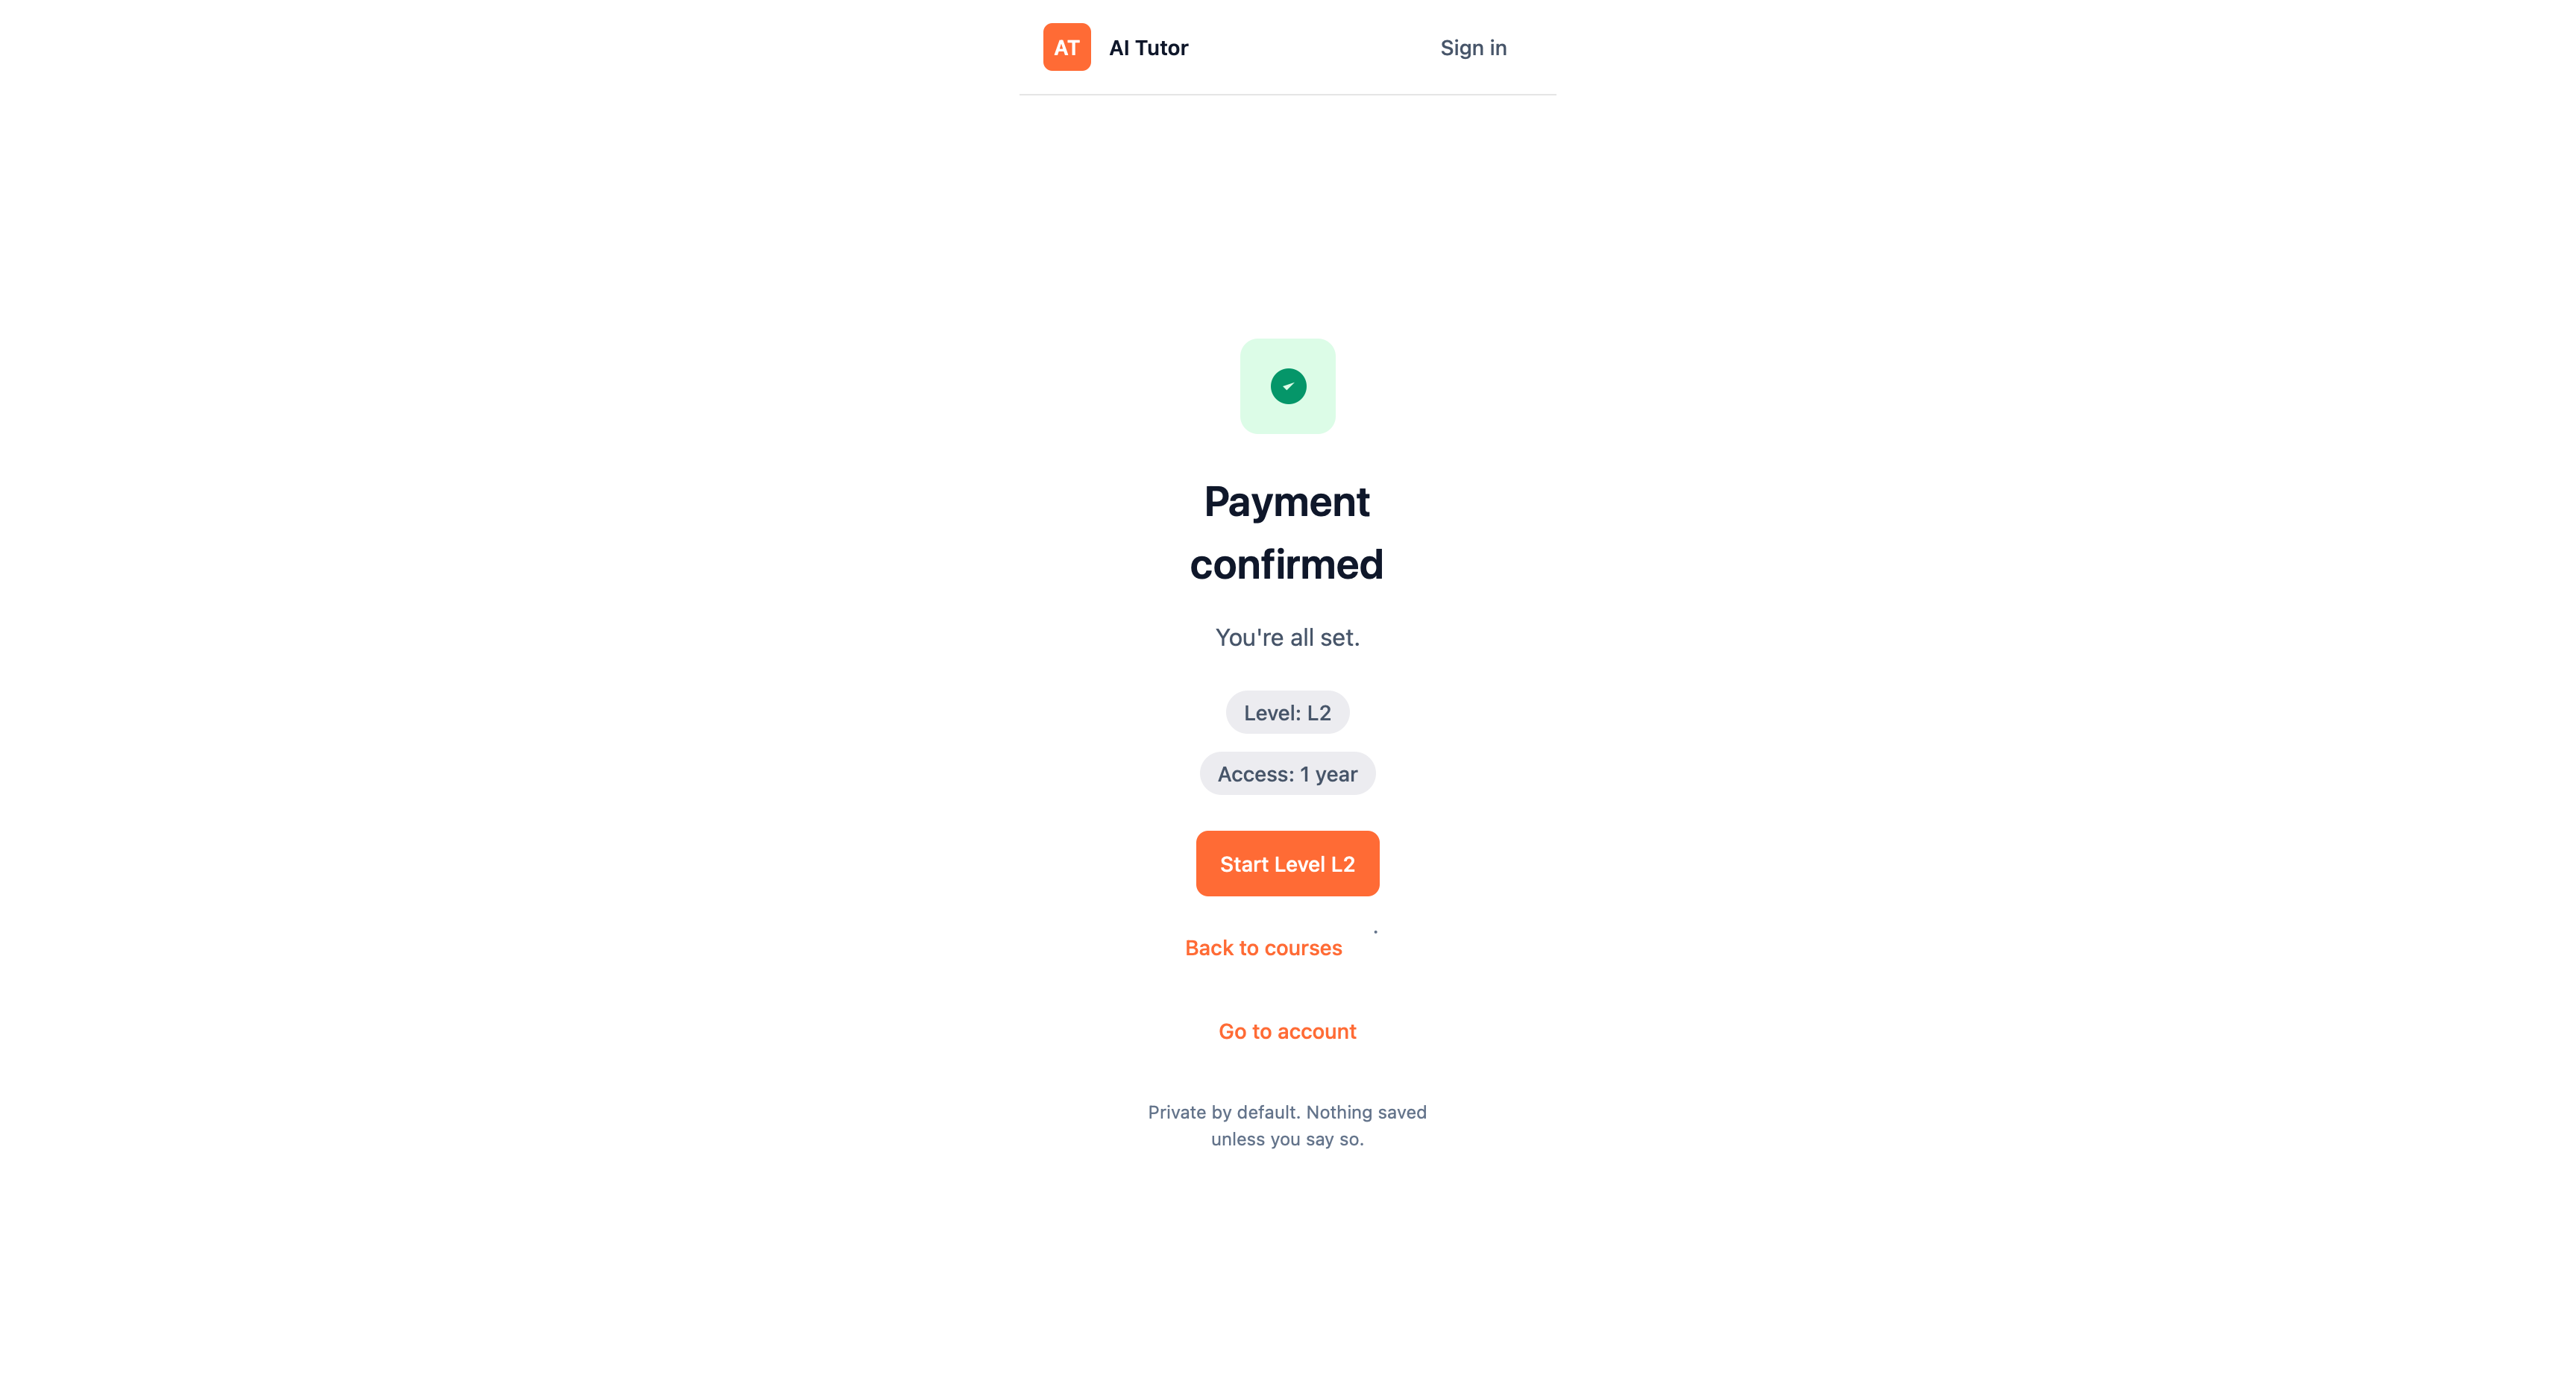 AT AI Tutor Sign in
Payment
confirmed
You're all set.
Level: L2
Access: 1 year
Start Level L2
Back to courses ·
Go to account
Private by default. Nothing saved
unless you say so.